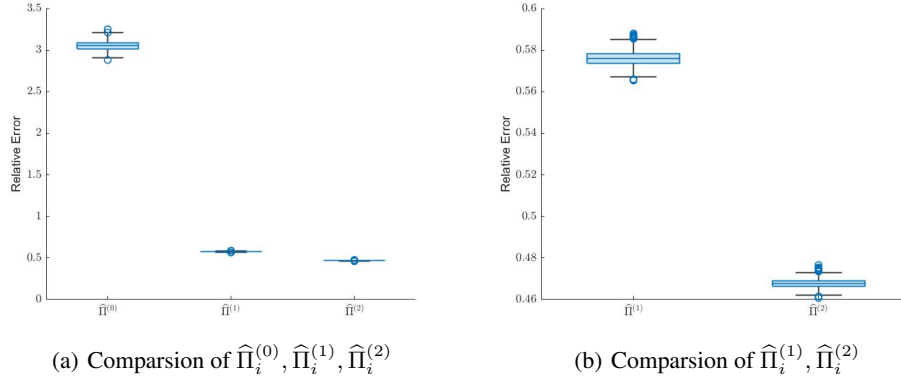 3.5
3
2.5
2
1.5
1
0.5
0
Relative Error
Π̂⁽⁰⁾ Π̂⁽¹⁾ Π̂⁽²⁾
(a) Comparsion of Π̂ᵢ⁽⁰⁾, Π̂ᵢ⁽¹⁾, Π̂ᵢ⁽²⁾
0.6
0.58
0.56
0.54
0.52
0.5
0.48
0.46
Relative Error
Π̂⁽¹⁾ Π̂⁽²⁾
(b) Comparsion of Π̂ᵢ⁽¹⁾, Π̂ᵢ⁽²⁾